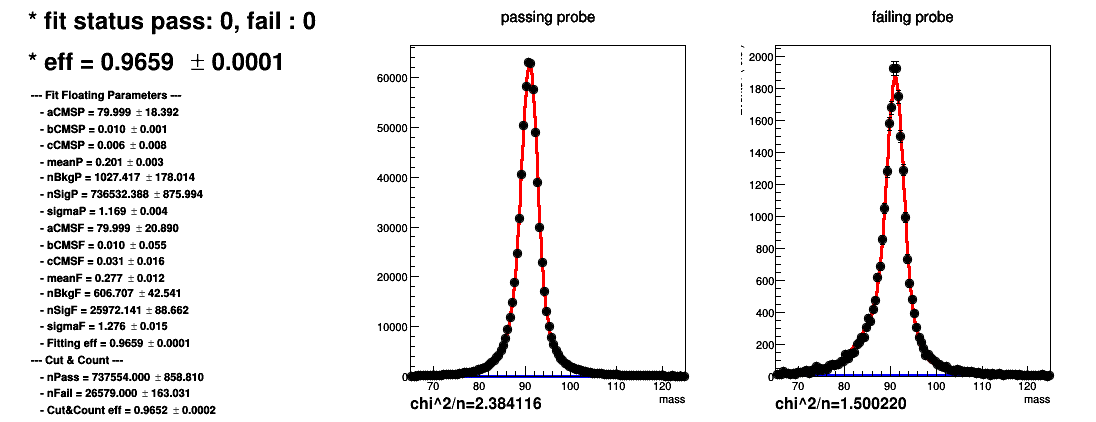 * fit status pass: 0, fail : 0
* eff = 0.9659 ± 0.0001
--- Fit Floating Parameters ---
- aCMSP = 79.999 ± 18.392
- bCMSP = 0.010 ± 0.001
- cCMSP = 0.006 ± 0.008
- meanP = 0.201 ± 0.003
- nBkgP = 1027.417 ± 178.014
- nSigP = 736532.388 ± 875.994
- sigmaP = 1.169 ± 0.004
- aCMSF = 79.999 ± 20.890
- bCMSF = 0.010 ± 0.055
- cCMSF = 0.031 ± 0.016
- meanF = 0.277 ± 0.012
- nBkgF = 606.707 ± 42.541
- nSigF = 25972.141 ± 88.662
- sigmaF = 1.276 ± 0.015
- Fitting eff = 0.9659 ± 0.0001
--- Cut & Count ---
- nPass = 737554.000 ± 858.810
- nFail = 26579.000 ± 163.031
- Cut&Count eff = 0.9652 ± 0.0002
passing probe
60000
50000
40000
30000
20000
10000
0
70 80 90 100 110 120
mass
chi^2/n=2.384116
failing probe
2000
1800
1600
1400
1200
1000
800
600
400
200
0
70 80 90 100 110 120
mass
chi^2/n=1.500220